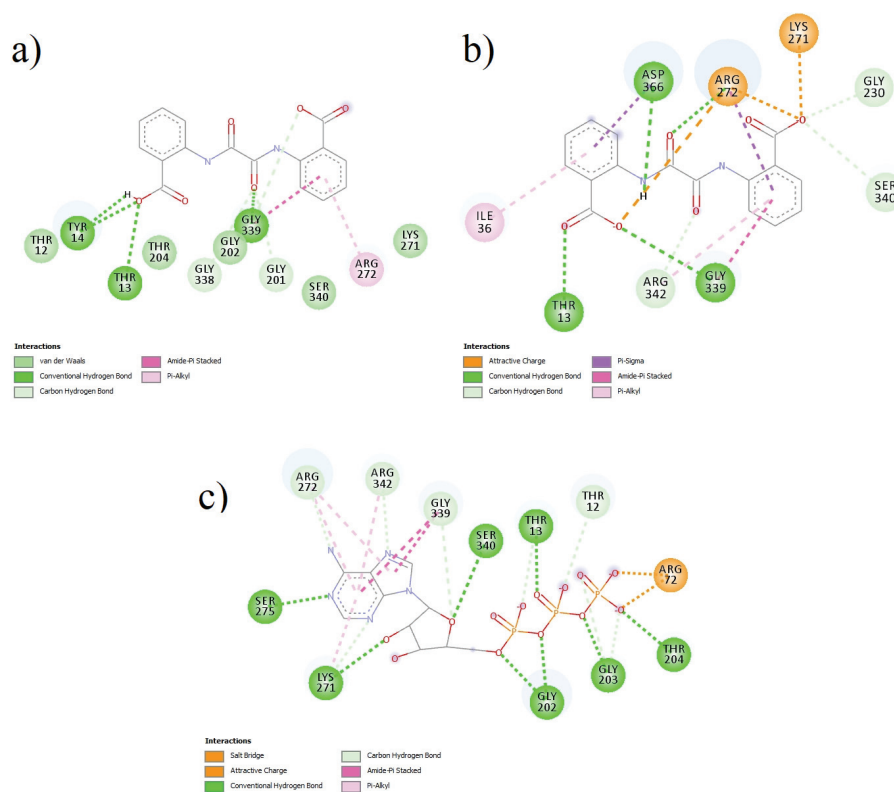 a)
THR
12
TYR
14
THR
13
THR
204
GLY
338
GLY
202
GLY
339
GLY
201
SER
340
ARG
272
LYS
271
H
O
O
O
O
N
N
O
O
Interactions
van der Waals
Conventional Hydrogen Bond
Carbon Hydrogen Bond
Amide-Pi Stacked
Pi-Alkyl
b)
ASP
366
ARG
272
LYS
271
GLY
230
SER
340
ILE
36
ARG
342
GLY
339
THR
13
O
O
O
N
H
N
O
O
O
Interactions
Attractive Charge
Conventional Hydrogen Bond
Carbon Hydrogen Bond
Pi-Sigma
Amide-Pi Stacked
Pi-Alkyl
c)
ARG
272
ARG
342
GLY
339
SER
340
THR
13
THR
12
ARG
72
SER
275
LYS
271
GLY
202
GLY
203
THR
204
N
N
N
N
N
O
O
O
O
O
P
O
O
O
P
O
O
O
P
O
O
Interactions
Salt Bridge
Attractive Charge
Conventional Hydrogen Bond
Carbon Hydrogen Bond
Amide-Pi Stacked
Pi-Alkyl